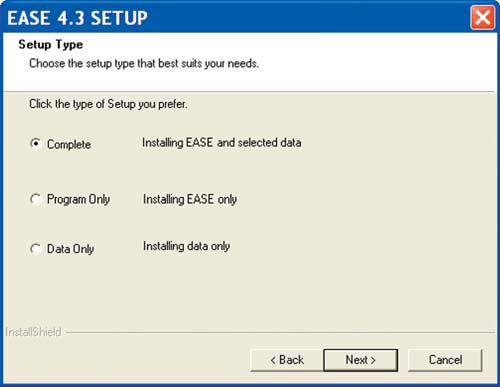 EASE 4.3 SETUP
Setup Type
Choose the setup type that best suits your needs.
Click the type of Setup you prefer.
Complete Installing EASE and selected data
Program Only Installing EASE only
Data Only Installing data only
InstallShield
< Back Next > Cancel